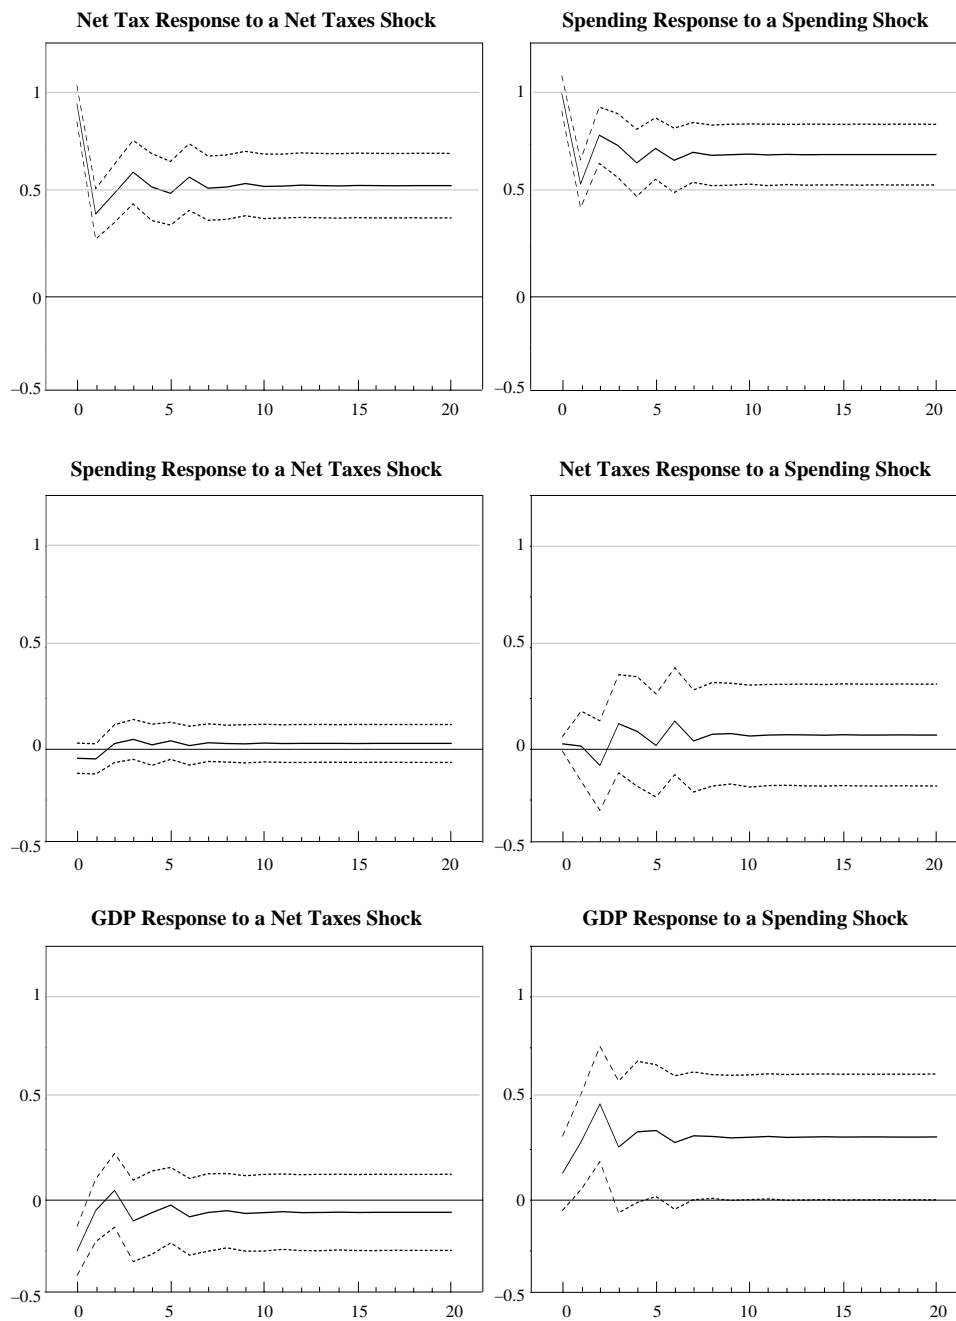 Net Tax Response to a Net Taxes Shock
1
0.5
0
–0.5
0 5 10 15 20
Spending Response to a Spending Shock
1
0.5
0
–0.5
0 5 10 15 20
Spending Response to a Net Taxes Shock
1
0.5
0
–0.5
0 5 10 15 20
Net Taxes Response to a Spending Shock
1
0.5
0
–0.5
0 5 10 15 20
GDP Response to a Net Taxes Shock
1
0.5
0
–0.5
0 5 10 15 20
GDP Response to a Spending Shock
1
0.5
0
–0.5
0 5 10 15 20